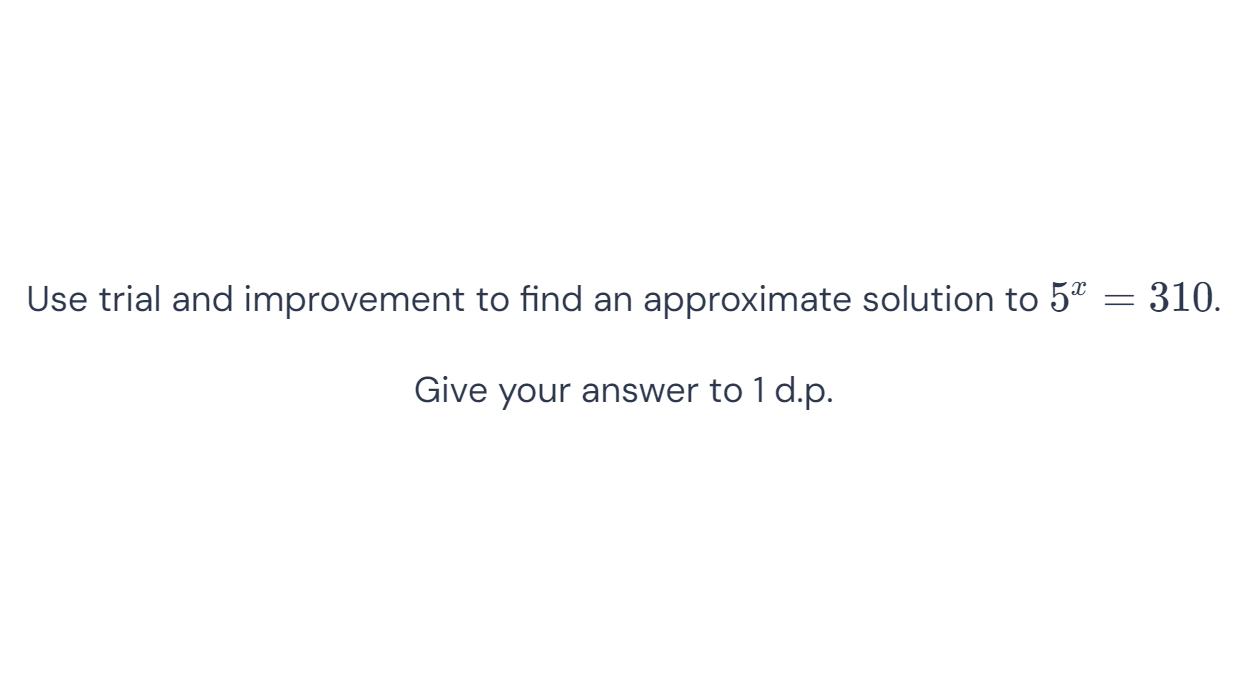 Use trial and improvement to find an approximate solution to $5^x = 310$.
Give your answer to 1 d.p.